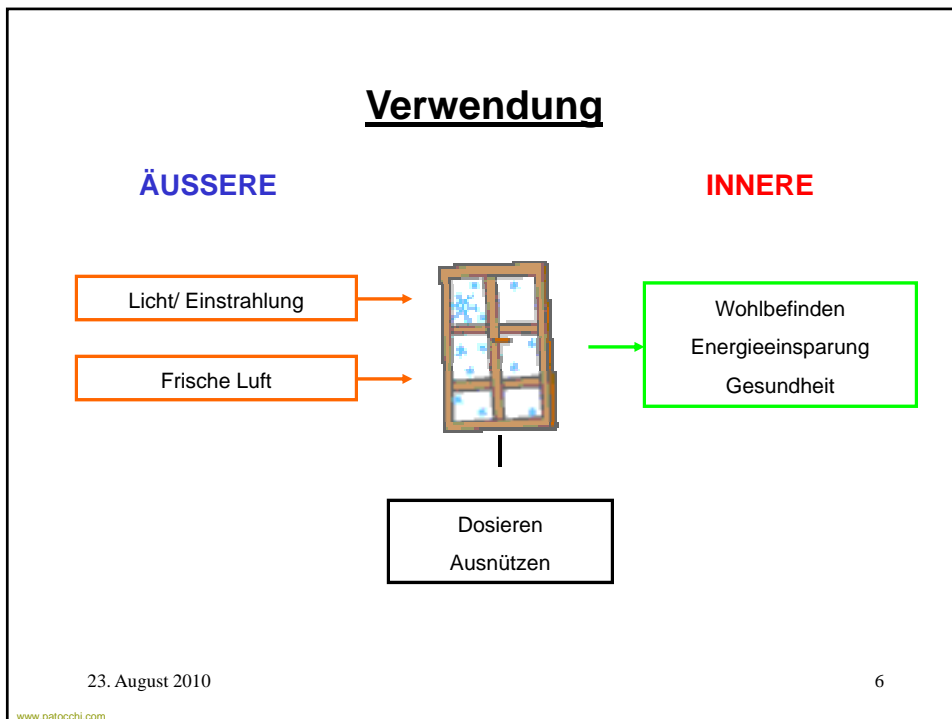 Verwendung
ÄUSSERE
INNERE
Licht/ Einstrahlung
Frische Luft
Wohlbefinden
Energieeinsparung
Gesundheit
Dosieren
Ausnützen
23. August 2010
6
www.patocchi.com